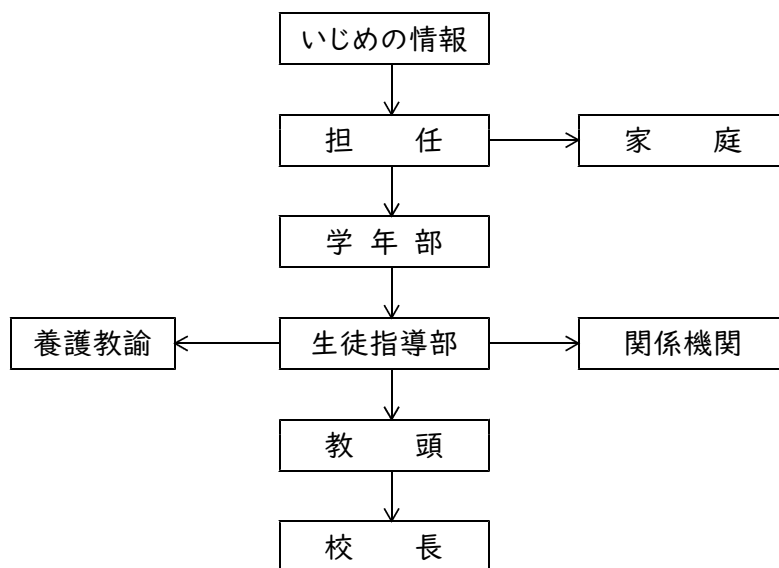 いじめの情報
担　任
家　庭
学 年 部
養護教諭
生徒指導部
関係機関
教　頭
校　長